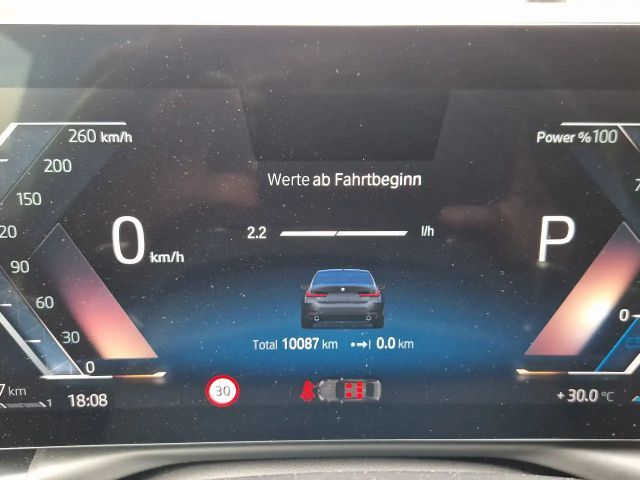 260 km/h
Power % 100
200
Werte ab Fahrtbeginn
150
2.2 l/h
0 km/h
P
90
60
30
Total 10087 km
0.0 km
0
0
km
30
1
18:08
+30.0 °C